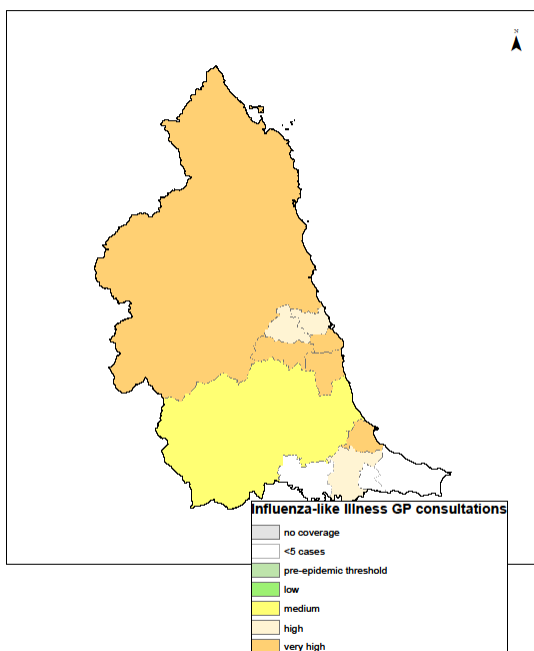 N
Influenza-like Illness GP consultations
no coverage
<5 cases
pre-epidemic threshold
low
medium
high
very high